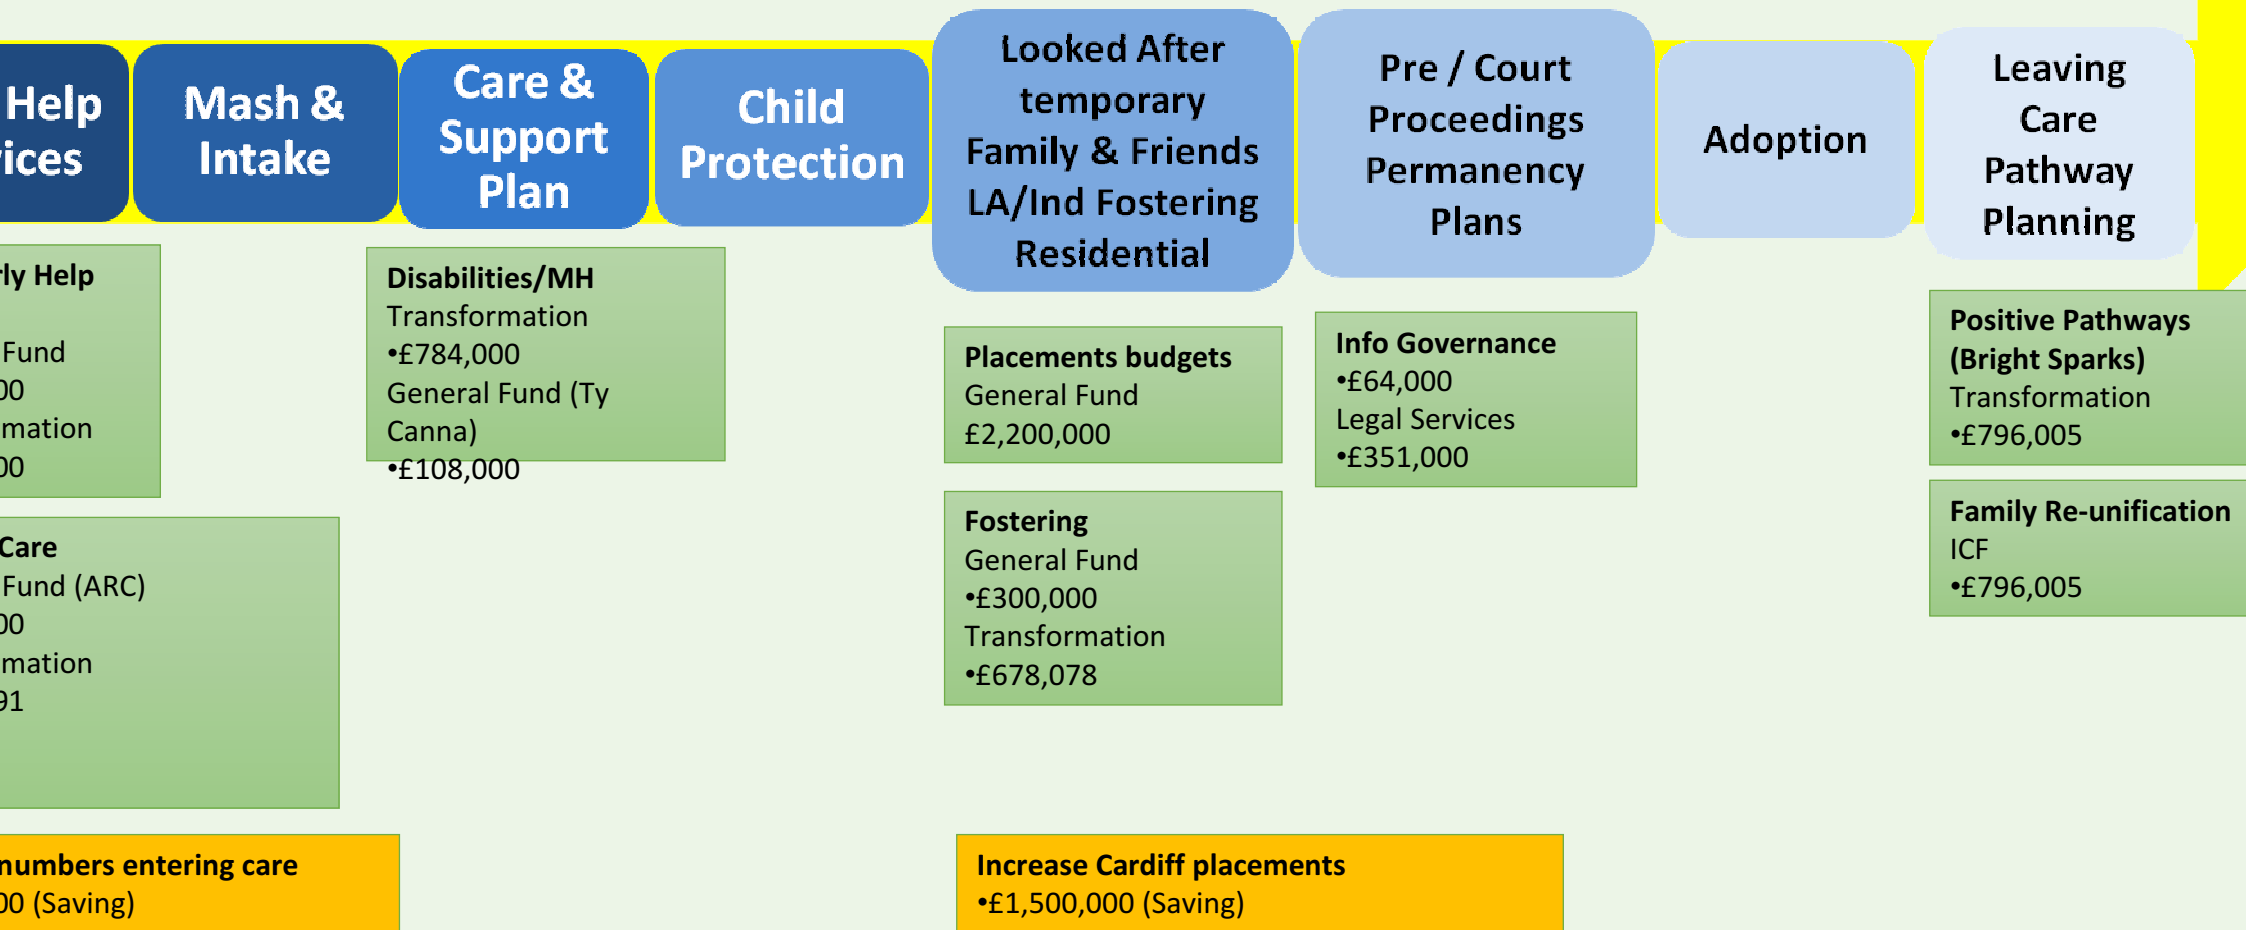 Help
ices
Mash &
Intake
Care &
Support
Plan
Child
Protection
Looked After
temporary
Family & Friends
LA/Ind Fostering
Residential
Pre / Court
Proceedings
Permanency
Plans
Adoption
Leaving
Care
Pathway
Planning
rly Help
Fund
00
mation
00
Care
Fund (ARC)
00
mation
91
Disabilities/MH
Transformation
•£784,000
General Fund (Ty
Canna)
•£108,000
Placements budgets
General Fund
£2,200,000
Fostering
General Fund
•£300,000
Transformation
•£678,078
Info Governance
•£64,000
Legal Services
•£351,000
Positive Pathways
(Bright Sparks)
Transformation
•£796,005
Family Re-unification
ICF
•£796,005
numbers entering care
00 (Saving)
Increase Cardiff placements
•£1,500,000 (Saving)